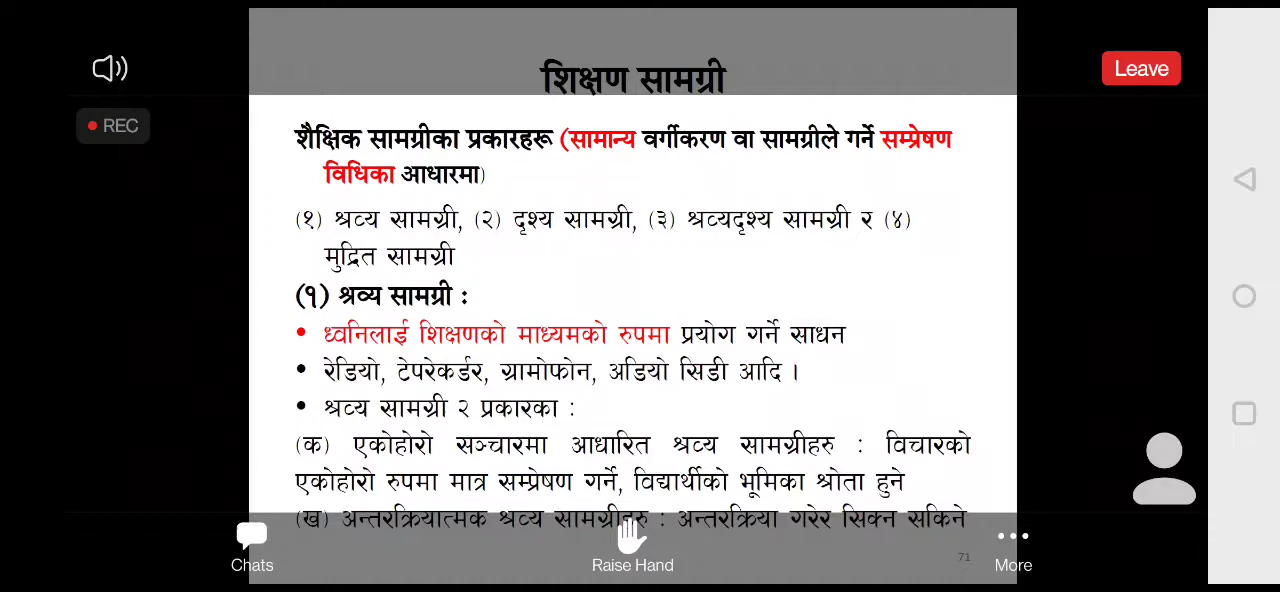 शिक्षण सामग्री
Leave
REC
शैक्षिक सामग्रीका प्रकारहरू (सामान्य वर्गीकरण वा सामग्रीले गर्ने सम्प्रेषण
विधिका आधारमा)
(१) श्रव्य सामग्री, (२) दृश्य सामग्री, (३) श्रव्यदृश्य सामग्री र (४)
मुद्रित सामग्री
(१) श्रव्य सामग्री :
• ध्वनिलाई शिक्षणको माध्यमको रुपमा प्रयोग गर्ने साधन
• रेडियो, टेपरेकर्डर, ग्रामोफोन, अडियो सिडी आदि ।
• श्रव्य सामग्री २ प्रकारका :
(क) एकोहोरो सञ्चारमा आधारित श्रव्य सामग्रीहरु : विचारको
एकोहोरो रुपमा मात्र सम्प्रेषण गर्ने, विद्यार्थीको भूमिका श्रोता हुने
(ख) अन्तरक्रियात्मक श्रव्य सामग्रीहरु : अन्तरक्रिया गरेर सिक्न सकिने
71
Chats
Raise Hand
More